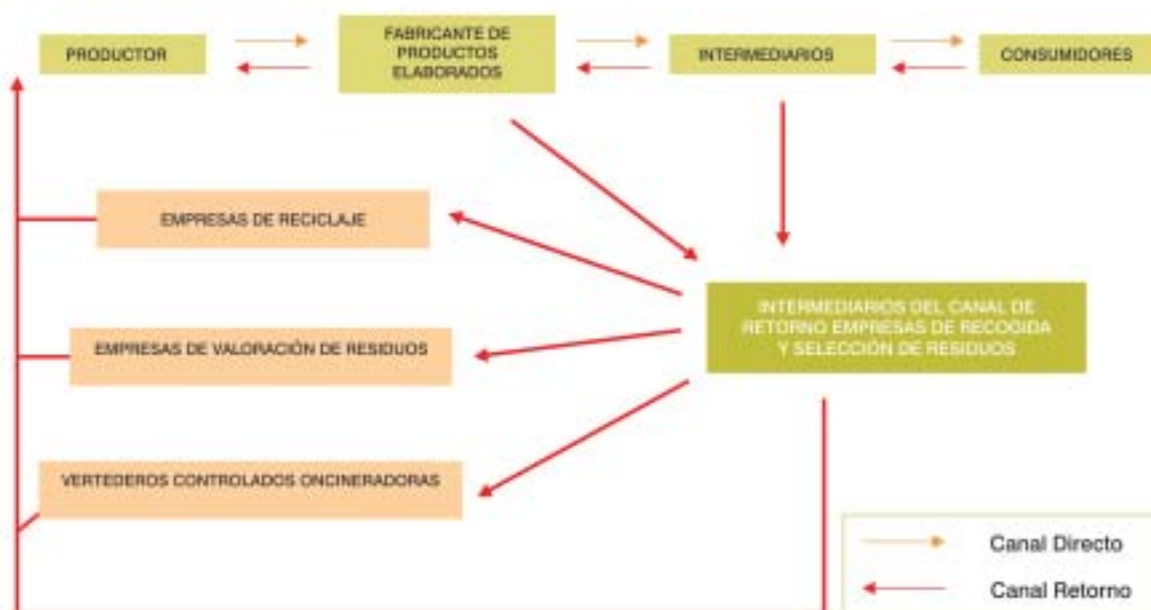 PRODUCTOR
FABRICANTE DE
PRODUCTOS
ELABORADOS
INTERMEDIARIOS
CONSUMIDORES
EMPRESAS DE RECICLAJE
INTERMEDIARIOS DEL CANAL DE
RETORNO EMPRESAS DE RECOGIDA
Y SELECCIÓN DE RESIDUOS
EMPRESAS DE VALORACIÓN DE RESIDUOS
VERTEDEROS CONTROLADOS ONCINERADORAS
Canal Directo
Canal Retorno